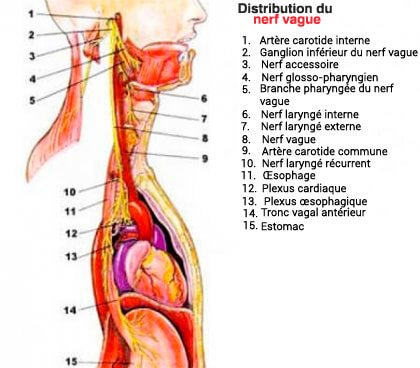 Distribution du
nerf vague
1. Artère carotide interne
2. Ganglion inférieur du nerf vague
3. Nerf accessoire
4. Nerf glosso-pharyngien
5. Branche pharyngée du nerf
vague
6. Nerf laryngé interne
7. Nerf laryngé externe
8. Nerf vague
9. Artère carotide commune
10. Nerf laryngé récurrent
11. Œsophage
12. Plexus cardiaque
13. Plexus œsophagique
14. Tronc vagal antérieur
15. Estomac
1
2
3
4
5
6
7
8
9
10
11
12
13
14
15